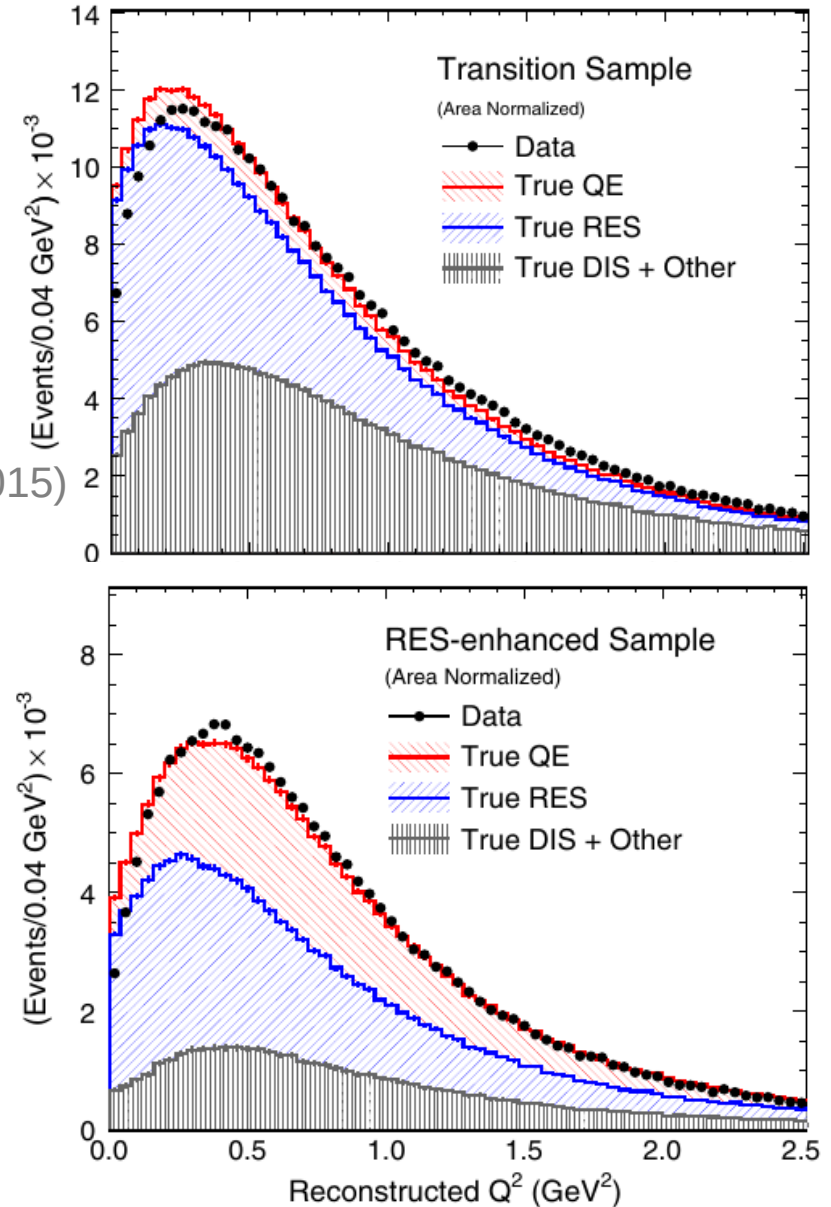 14
12
10
8
6
4
2
0
(Events/0.04 GeV²) × 10⁻³
Transition Sample
(Area Normalized)
Data
True QE
True RES
True DIS + Other
015)
8
6
4
2
0
(Events/0.04 GeV²) × 10⁻³
RES-enhanced Sample
(Area Normalized)
Data
True QE
True RES
True DIS + Other
0.0 0.5 1.0 1.5 2.0 2.5
Reconstructed Q² (GeV²)